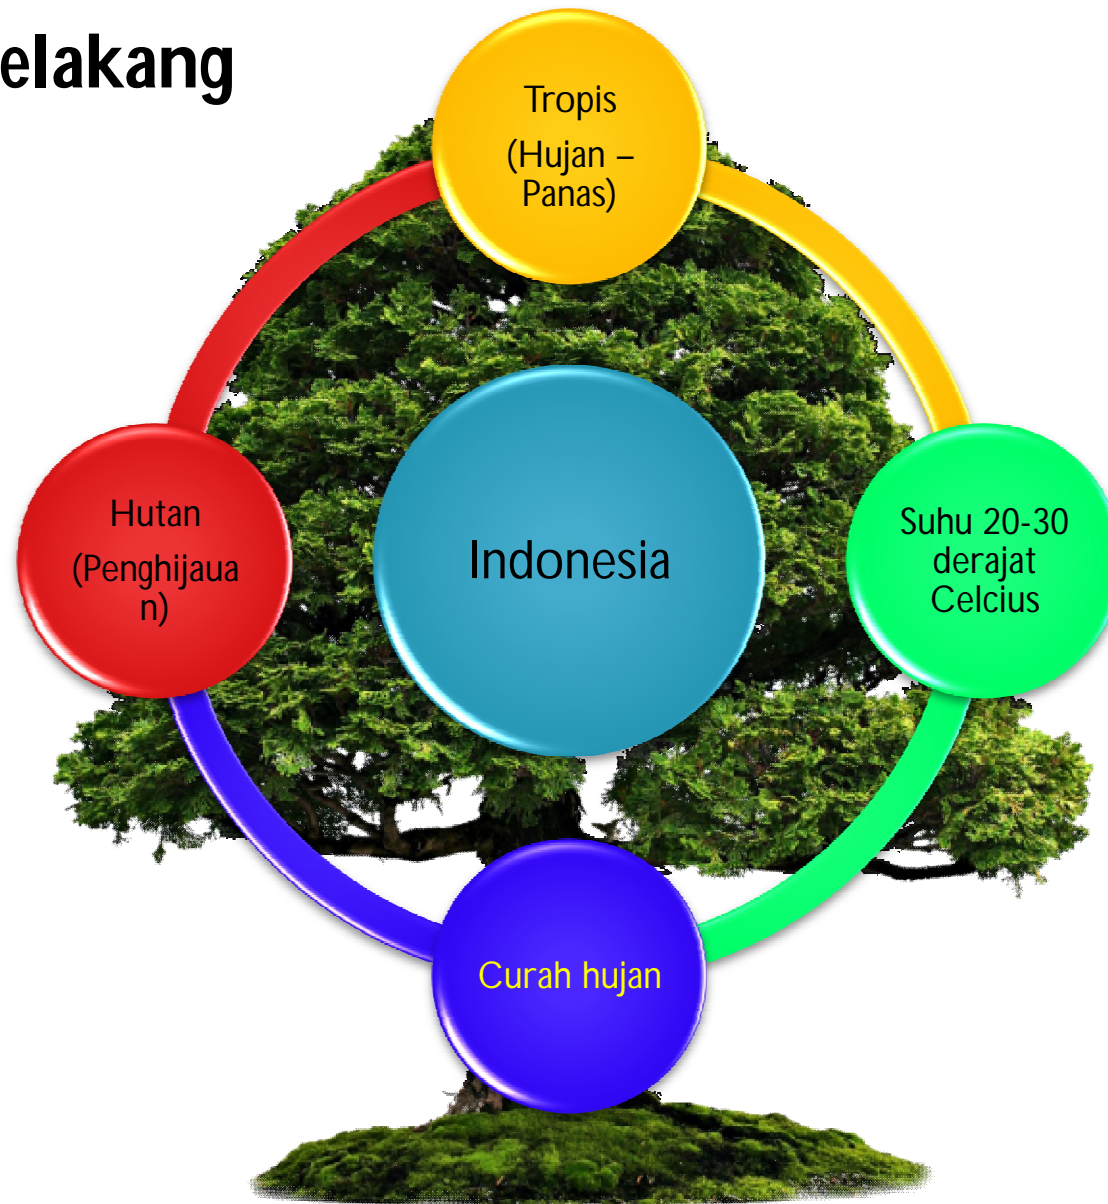 elakang
Tropis
(Hujan –
Panas)
Hutan
(Penghijaua
n)
Indonesia
Suhu 20-30
derajat
Celcius
Curah hujan